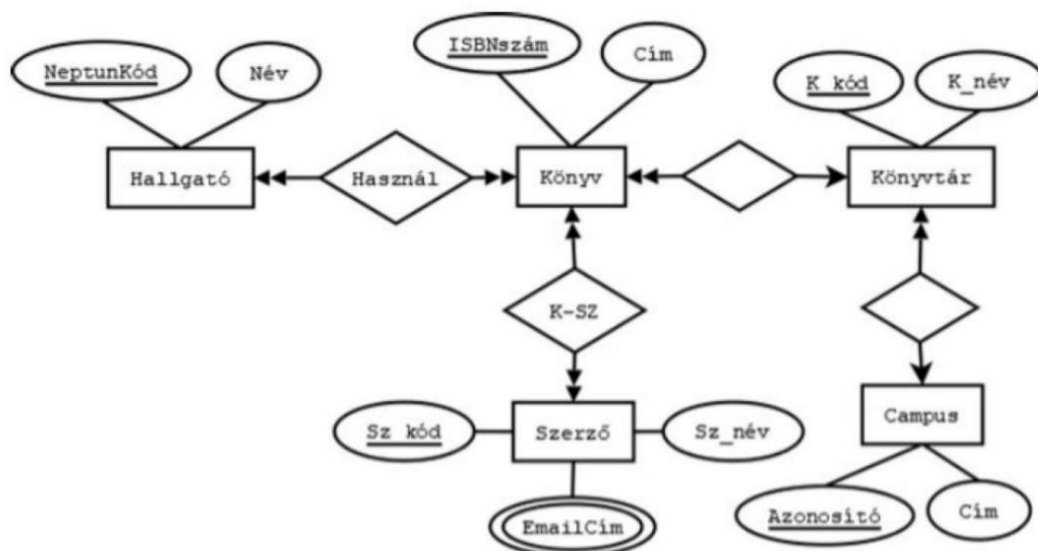 ISBNszám
Cím
NeptunKód
Név
K_kód
K_név
Hallgató
Használ
Könyv
Könyvtár
K-SZ
Sz_kód
Szerző
Sz_név
Campus
EmailCím
Azonosító
Cím